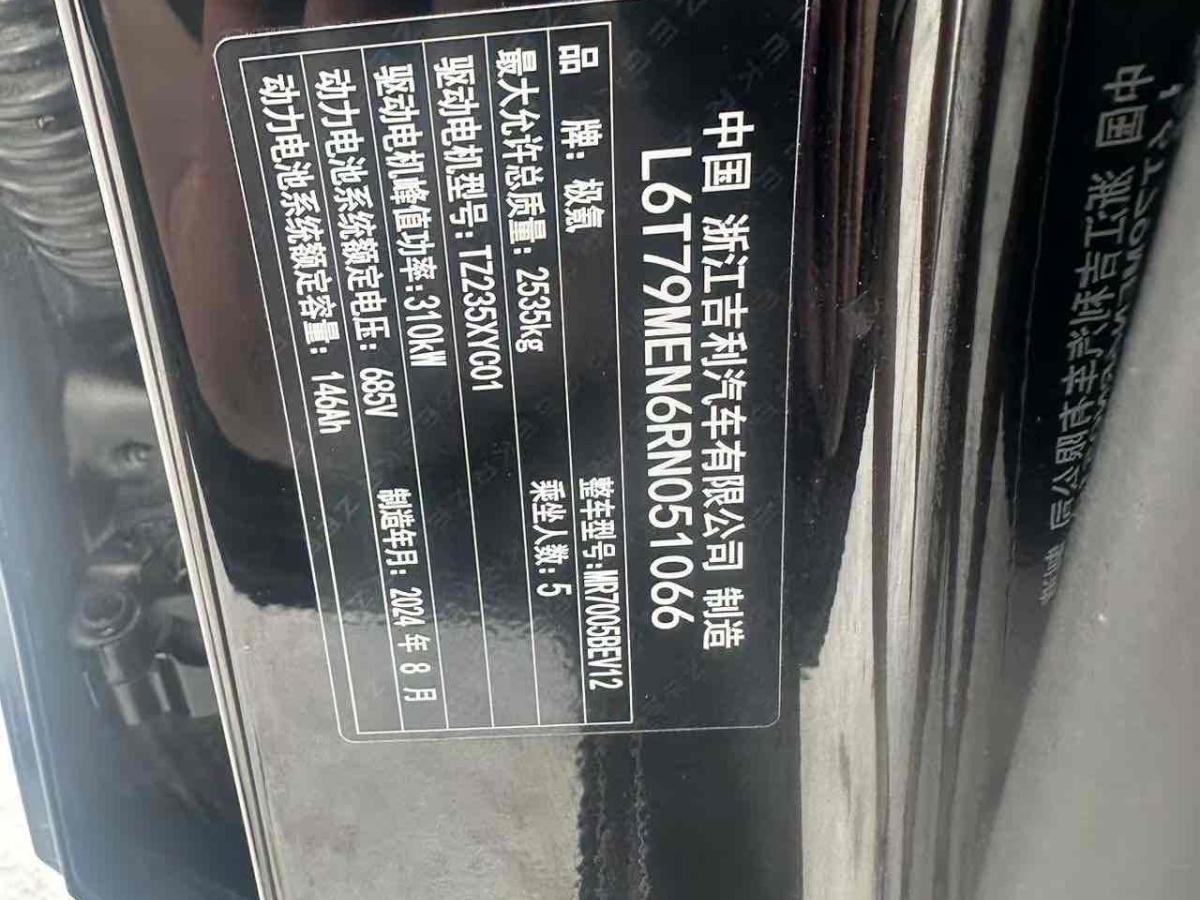 中国 浙江吉利汽车有限公司 制造
L6T79MEN6RN051066
品 牌: 极氪 整车型号:MR7005BEV12
最大允许总质量: 2535kg 乘坐人数: 5
驱动电机型号: TZ235XYC01
驱动电机峰值功率:310kW
动力电池系统额定电压: 685V 制造年月: 2024 年 8 月
动力电池系统额定容量: 146Ah